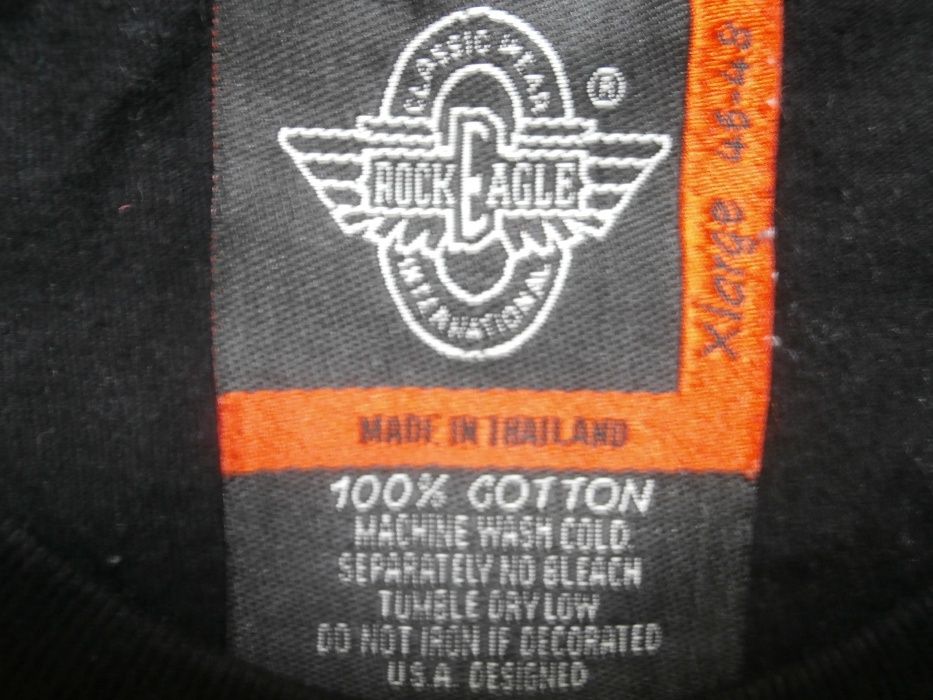 CLASSIC WEAR
®
ROCK EAGLE
INTERNATIONAL
Xlarge 46-48
MADE IN THAILAND
100% COTTON
MACHINE WASH COLD.
SEPARATELY NO BLEACH
TUMBLE DRY LOW
DO NOT IRON IF DECORATED
U.S.A. DESIGNED